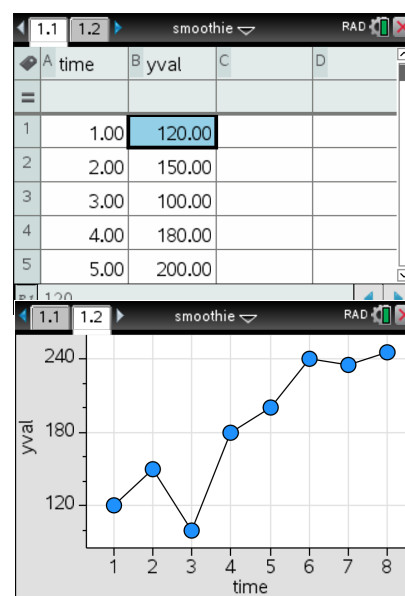 1.1 1.2 smoothie RAD
A time B yval C D
=
1 1.00 120.00
2 2.00 150.00
3 3.00 100.00
4 4.00 180.00
5 5.00 200.00
120
1.1 1.2 smoothie RAD
240
180
yval
120
1 2 3 4 5 6 7 8
time